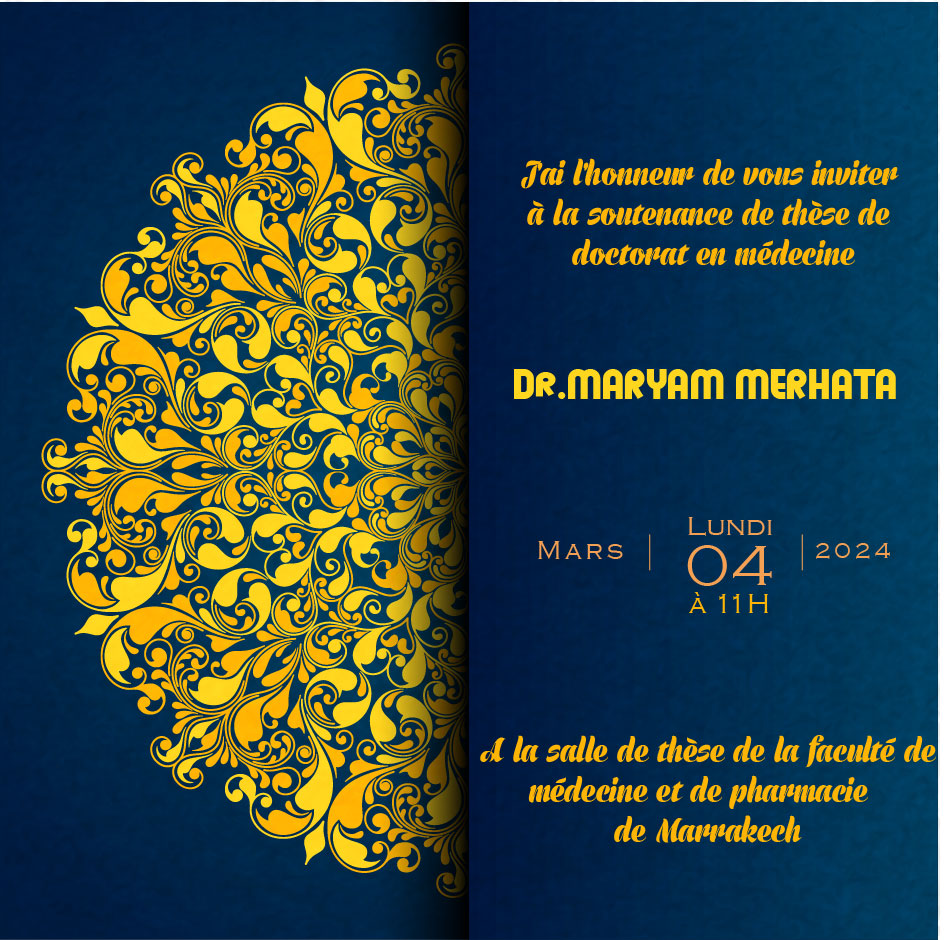 J'ai l'honneur de vous inviter
à la soutenance de thèse de
doctorat en médecine
DR.MARYAM MERHATA
LUNDI
MARS | 04 | 2024
À 11H
A la salle de thèse de la faculté de
médecine et de pharmacie
de Marrakech